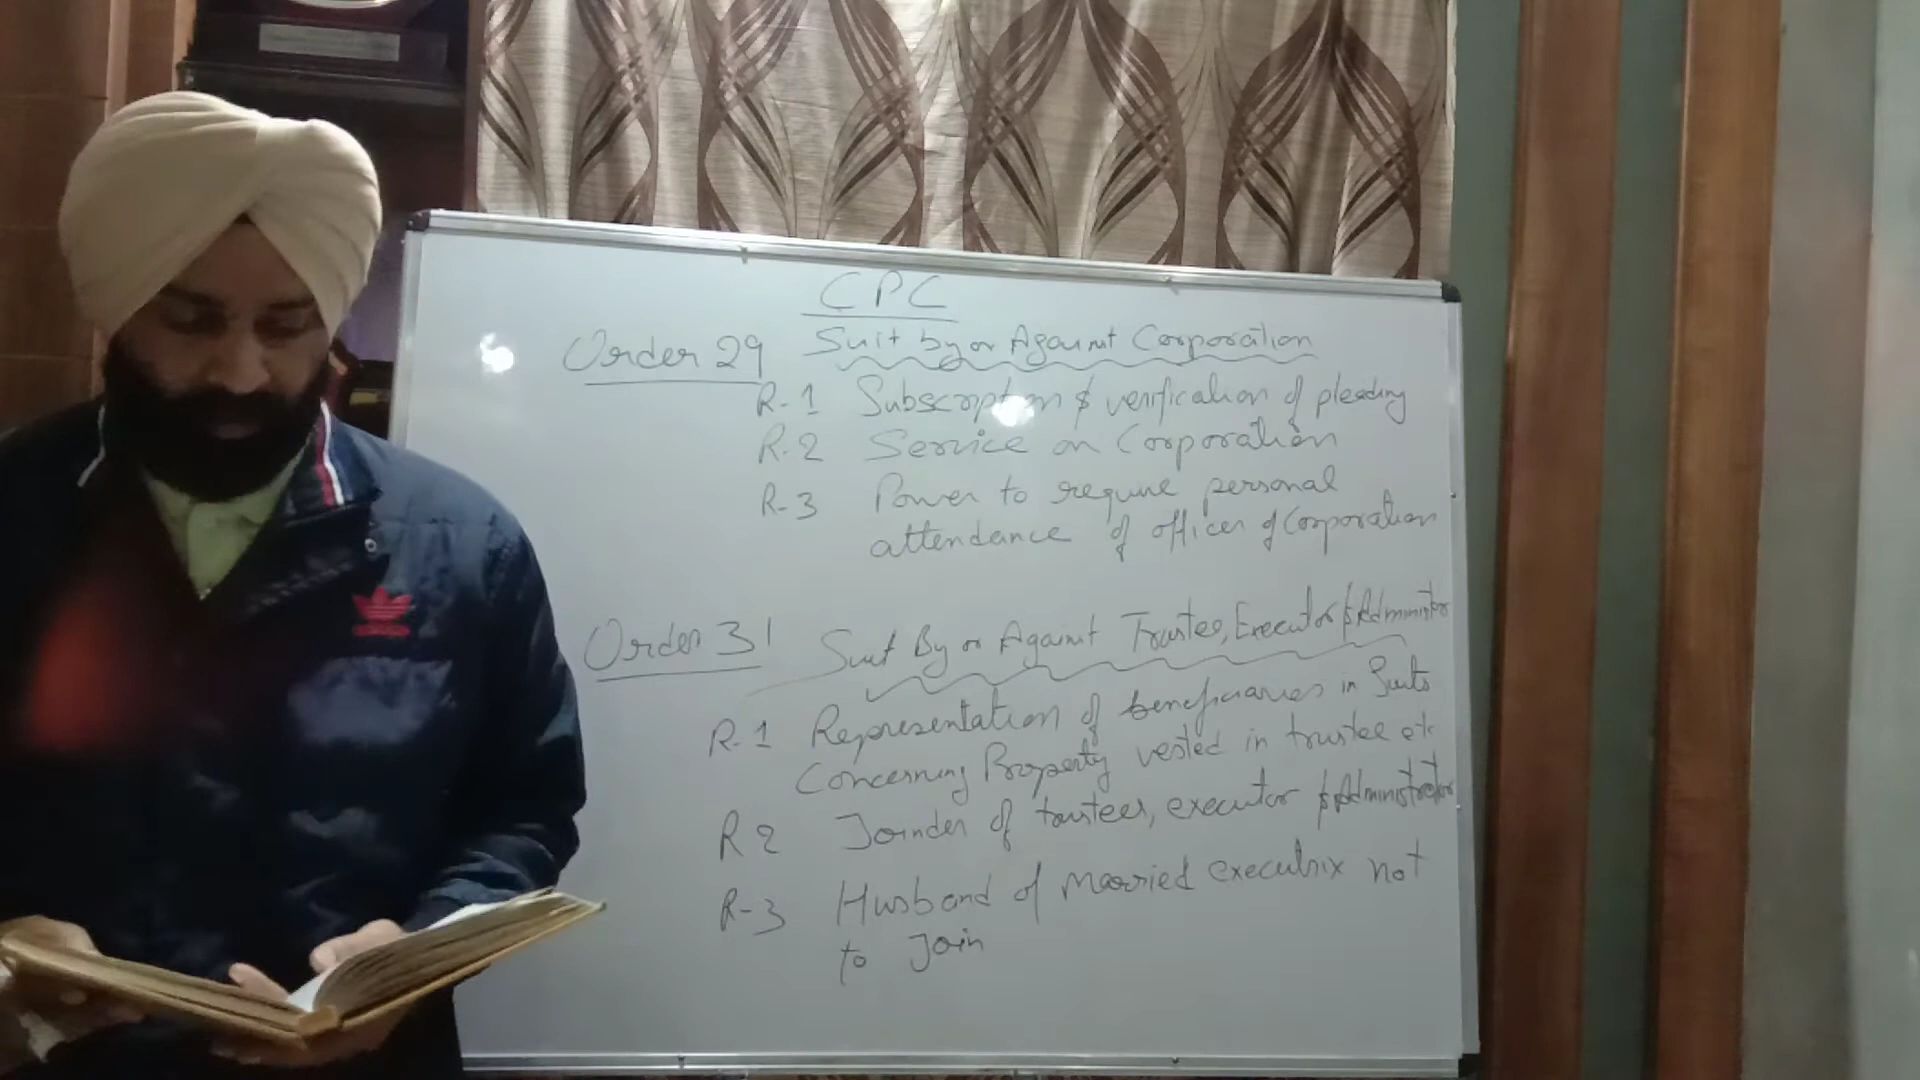 CPC
Order 29 Suit by or Against Corporation
R-1 Subscription & verification of pleading
R.2 Service on Corporation
R-3 Power to require personal
attendance of officer of Corporation
Order 31 Suit By or Against Trustee, Executor & Administor
R-1 Representation of beneficiaries in Suits
Concerning Property vested in trustee etc
R 2 Joinder of trustees, executor & Administrator
R-3 Husband of Married executrix not
to Join